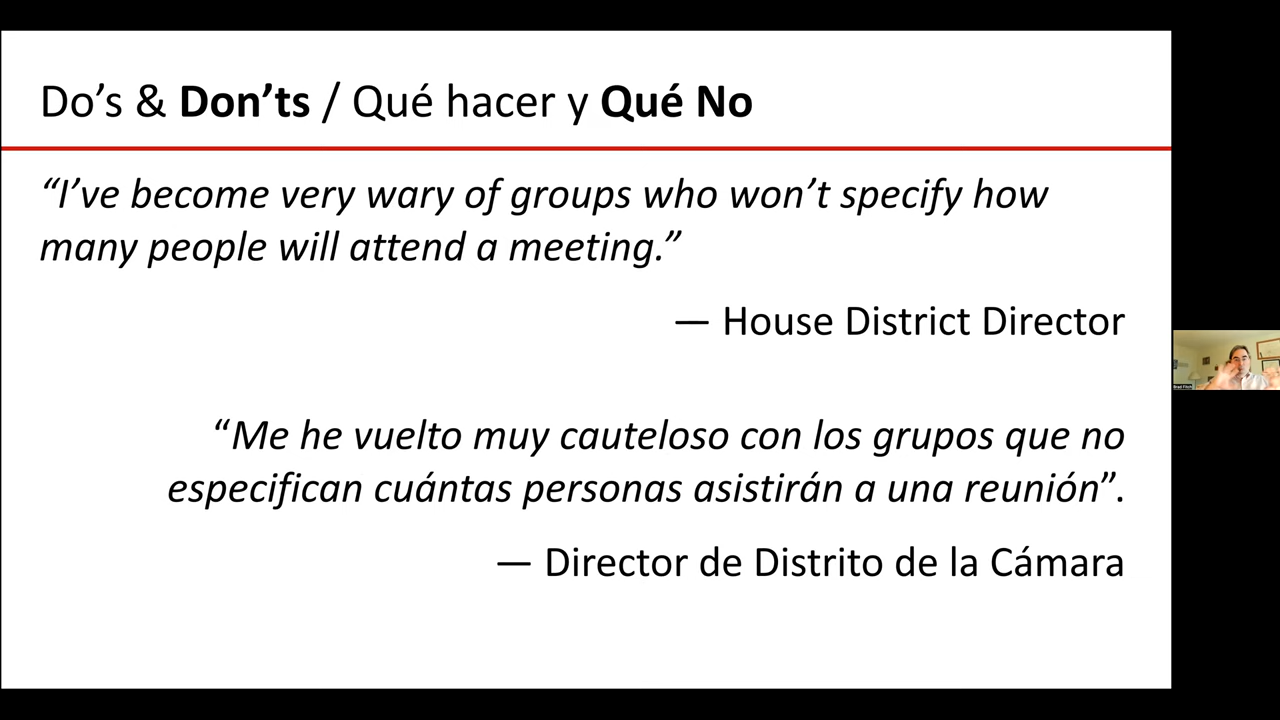 Do’s & Don’ts / Qué hacer y Qué No
“I’ve become very wary of groups who won’t specify how
many people will attend a meeting.”
— House District Director
“Me he vuelto muy cauteloso con los grupos que no
especifican cuántas personas asistirán a una reunión”.
— Director de Distrito de la Cámara
Brad Fitch